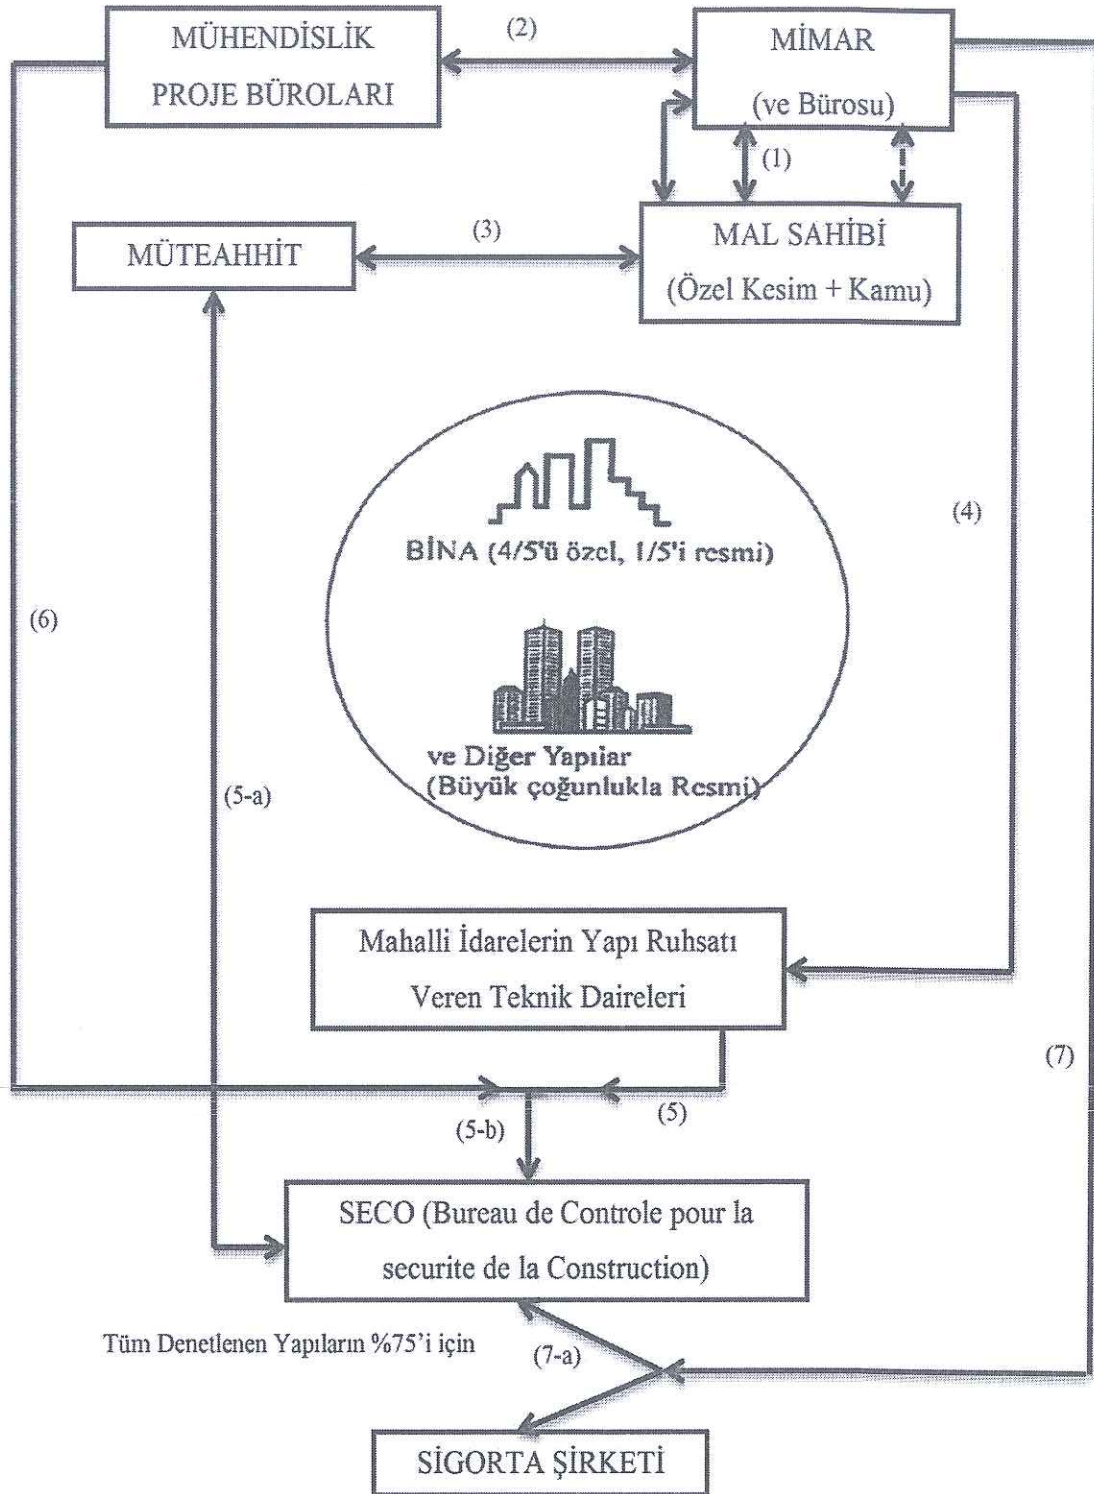 MÜHENDİSLİK
PROJE BÜROLARI
(2)
MİMAR
(ve Bürosu)
(1)
MÜTEAHHİT
(3)
MAL SAHİBİ
(Özel Kesim + Kamu)
BİNA (4/5'ü özel, 1/5'i resmi)
(4)
(6)
ve Diğer Yapılar
(Büyük çoğunlukla Resmi)
(5-a)
Mahalli İdarelerin Yapı Ruhsatı
Veren Teknik Daireleri
(7)
(5-b)
(5)
SECO (Bureau de Controle pour la
securite de la Construction)
Tüm Denetlenen Yapıların %75'i için
(7-a)
SİGORTA ŞİRKETİ